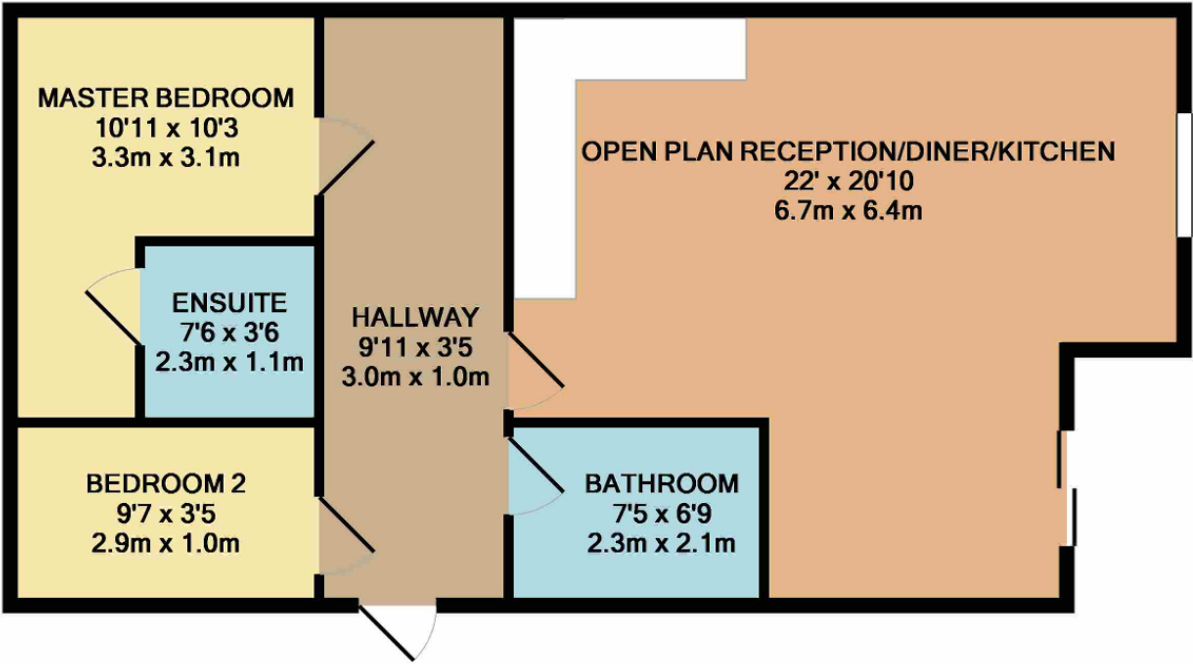 MASTER BEDROOM
10'11 x 10'3
3.3m x 3.1m
OPEN PLAN RECEPTION/DINER/KITCHEN
22' x 20'10
6.7m x 6.4m
ENSUITE
7'6 x 3'6
2.3m x 1.1m
HALLWAY
9'11 x 3'5
3.0m x 1.0m
BEDROOM 2
9'7 x 3'5
2.9m x 1.0m
BATHROOM
7'5 x 6'9
2.3m x 2.1m